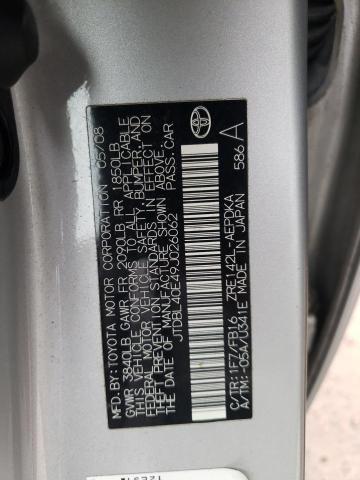 MFD.BY:TOYOTA MOTOR CORPORATION 05/08
GVWR 3840LB GAWR FR 2090LB RR 1850LB
THIS VEHICLE CONFORMS TO ALL APPLICABLE
FEDERAL MOTOR VEHICLE SAFETY, BUMPER, AND
THEFT PREVENTION STANDARDS IN EFFECT ON
THE DATE OF MANUFACTURE SHOWN ABOVE.
JTDBL40E49J026062 PASS.CAR
C/TR:1F7/FB16 ZRE142L-AEPDKA
A/TM:-05A/U341E MADE IN JAPAN
586 A